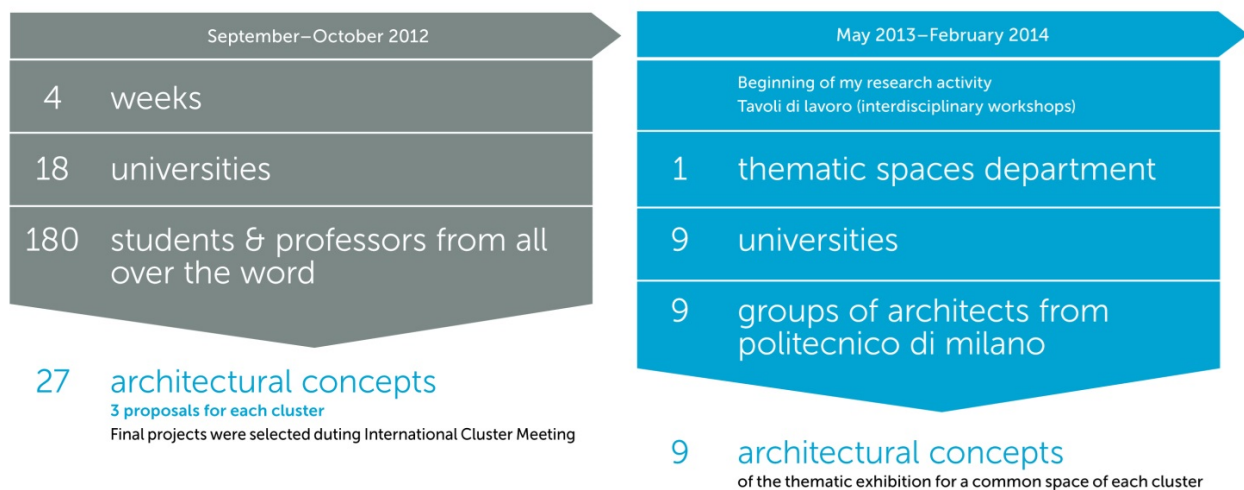 September–October 2012
4 weeks
18 universities
180 students & professors from all
over the word
27 architectural concepts
3 proposals for each cluster
Final projects were selected duting International Cluster Meeting
May 2013–February 2014
Beginning of my research activity
Tavoli di lavoro (interdisciplinary workshops)
1 thematic spaces department
9 universities
9 groups of architects from
politecnico di milano
9 architectural concepts
of the thematic exhibition for a common space of each cluster